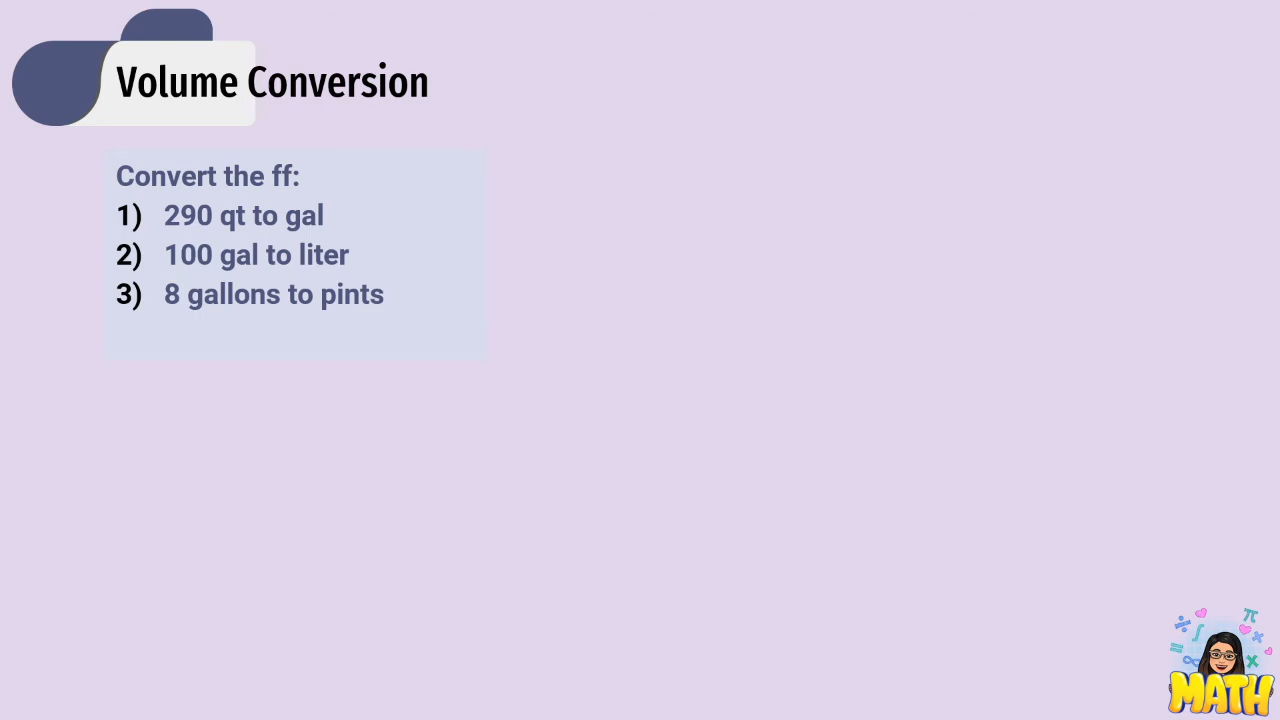 Volume Conversion
Convert the ff:
1) 290 qt to gal
2) 100 gal to liter
3) 8 gallons to pints
÷ π
∫ ×
= ∞ x
MATH